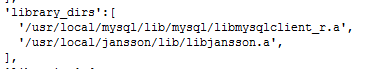 'library_dirs':[
'/usr/local/mysql/lib/mysql/libmysqlclient_r.a',
'/usr/local/jansson/lib/libjansson.a',
],